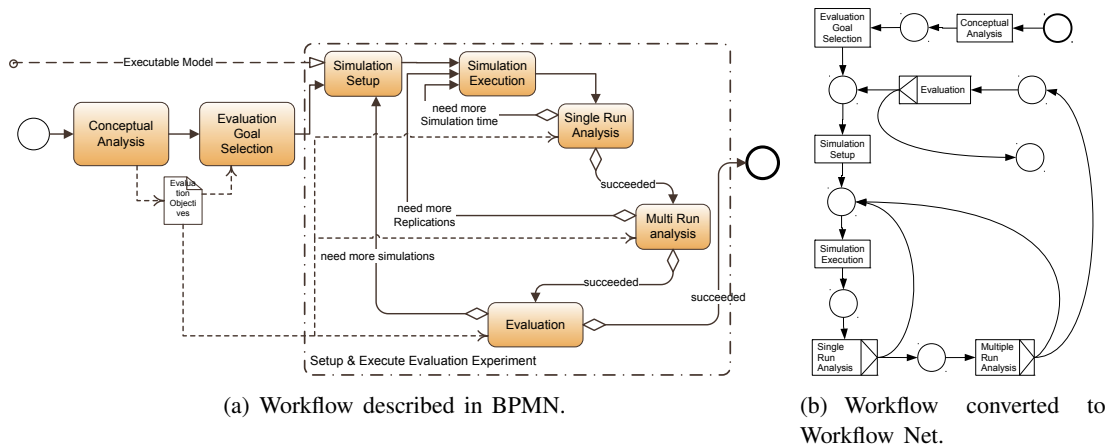 Executable Model
Simulation
Setup
Simulation
Execution
need more
Simulation time
Single Run
Analysis
Conceptual
Analysis
Evaluation
Goal
Selection
Evalua
tion
Objecti
ves
succeeded
need more
Replications
Multi Run
analysis
need more simulations
succeeded
succeeded
Evaluation
Setup & Execute Evaluation Experiment
(a) Workflow described in BPMN.
Evaluation
Goal
Selection
Conceptual
Analysis
Evaluation
Simulation
Setup
Simulation
Execution
Single
Run
Analysis
Multiple
Run
Analysis
(b) Workflow converted to
Workflow Net.